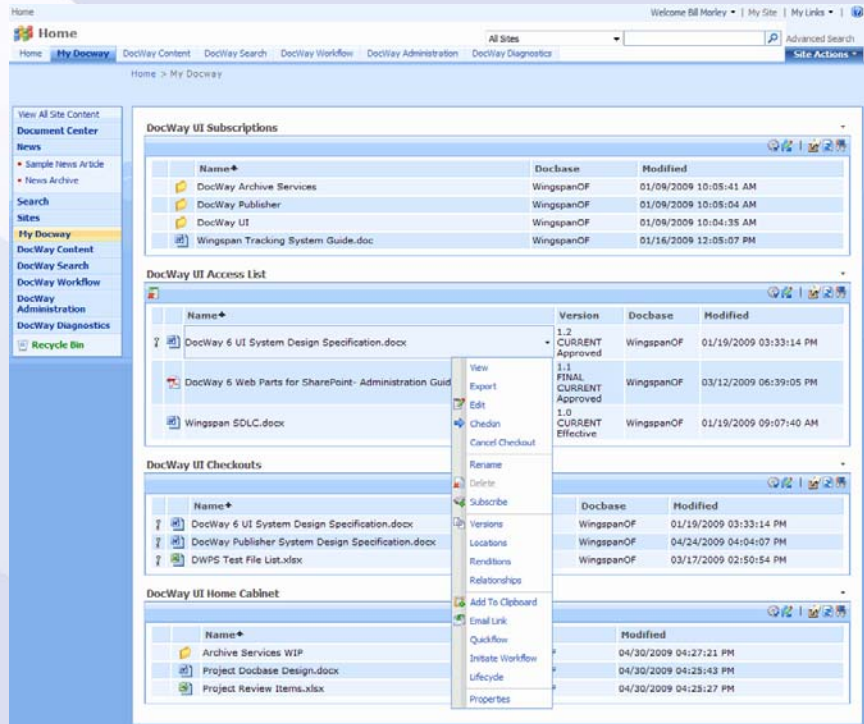 Home
Welcome Bill Morley | My Site | My Links |
Home
All Sites
Advanced Search
Home My Docway DocWay Content DocWay Search DocWay Workflow DocWay Administration DocWay Diagnostics
Site Actions
Home > My Docway
View All Site Content
Document Center
News
Sample News Article
News Archive
Search
Sites
My Docway
DocWay Content
DocWay Search
DocWay Workflow
DocWay
Administration
DocWay Diagnostics
Recycle Bin
DocWay UI Subscriptions
Name Docbase Modified
DocWay Archive Services WingspanOF 01/09/2009 10:05:41 AM
DocWay Publisher WingspanOF 01/09/2009 10:05:04 AM
DocWay UI WingspanOF 01/09/2009 10:04:35 AM
Wingspan Tracking System Guide.doc WingspanOF 01/16/2009 12:05:07 PM
DocWay UI Access List
Name Version Docbase Modified
DocWay 6 UI System Design Specification.docx 1.2 CURRENT Approved WingspanOF 01/19/2009 03:33:14 PM
DocWay 6 Web Parts for SharePoint- Administration Guid 1.1 FINAL CURRENT Approved WingspanOF 03/12/2009 06:39:05 PM
Wingspan SDLC.docx 1.0 CURRENT Effective WingspanOF 01/19/2009 09:07:40 AM
View
Export
Edit
Checkin
Cancel Checkout
Rename
Delete
Subscribe
Versions
Locations
Renditions
Relationships
Add To Clipboard
Email Link
Quickflow
Initiate Workflow
Lifecycle
Properties
DocWay UI Checkouts
Name Docbase Modified
DocWay 6 UI System Design Specification.docx WingspanOF 01/19/2009 03:33:14 PM
DocWay Publisher System Design Specification.docx WingspanOF 04/24/2009 04:04:07 PM
DWPS Test File List.xlsx WingspanOF 03/17/2009 02:50:54 PM
DocWay UI Home Cabinet
Name Modified
Archive Services WIP 04/30/2009 04:27:21 PM
Project Docbase Design.docx 04/30/2009 04:25:43 PM
Project Review Items.xlsx 04/30/2009 04:25:27 PM